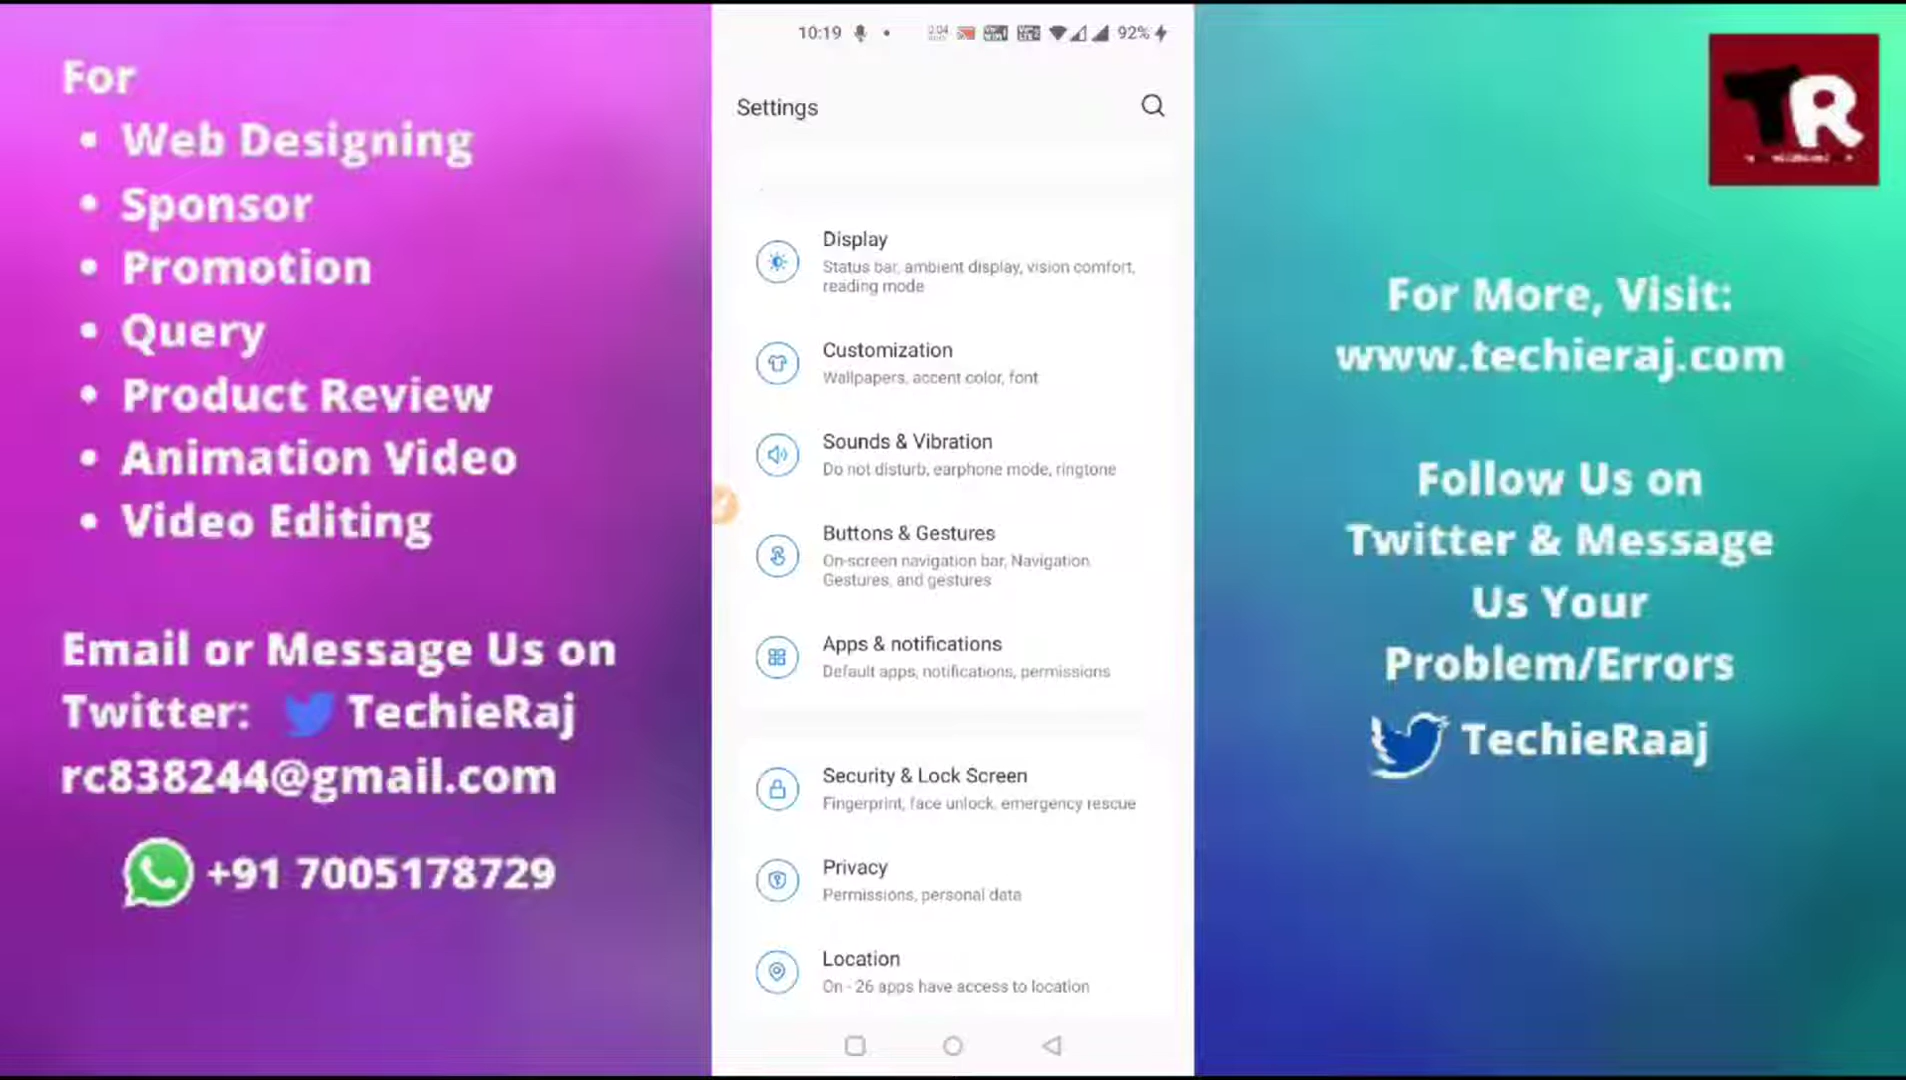 For
• Web Designing
• Sponsor
• Promotion
• Query
• Product Review
• Animation Video
• Video Editing
Email or Message Us on
Twitter: TechieRaj
rc838244@gmail.com
+91 7005178729
10:19
92%
Settings
Display
Status bar, ambient display, vision comfort,
reading mode
Customization
Wallpapers, accent color, font
Sounds & Vibration
Do not disturb, earphone mode, ringtone
Buttons & Gestures
On-screen navigation bar, Navigation
Gestures, and gestures
Apps & notifications
Default apps, notifications, permissions
Security & Lock Screen
Fingerprint, face unlock, emergency rescue
Privacy
Permissions, personal data
Location
On - 26 apps have access to location
TR
For More, Visit:
www.techieraj.com
Follow Us on
Twitter & Message
Us Your
Problem/Errors
TechieRaaj